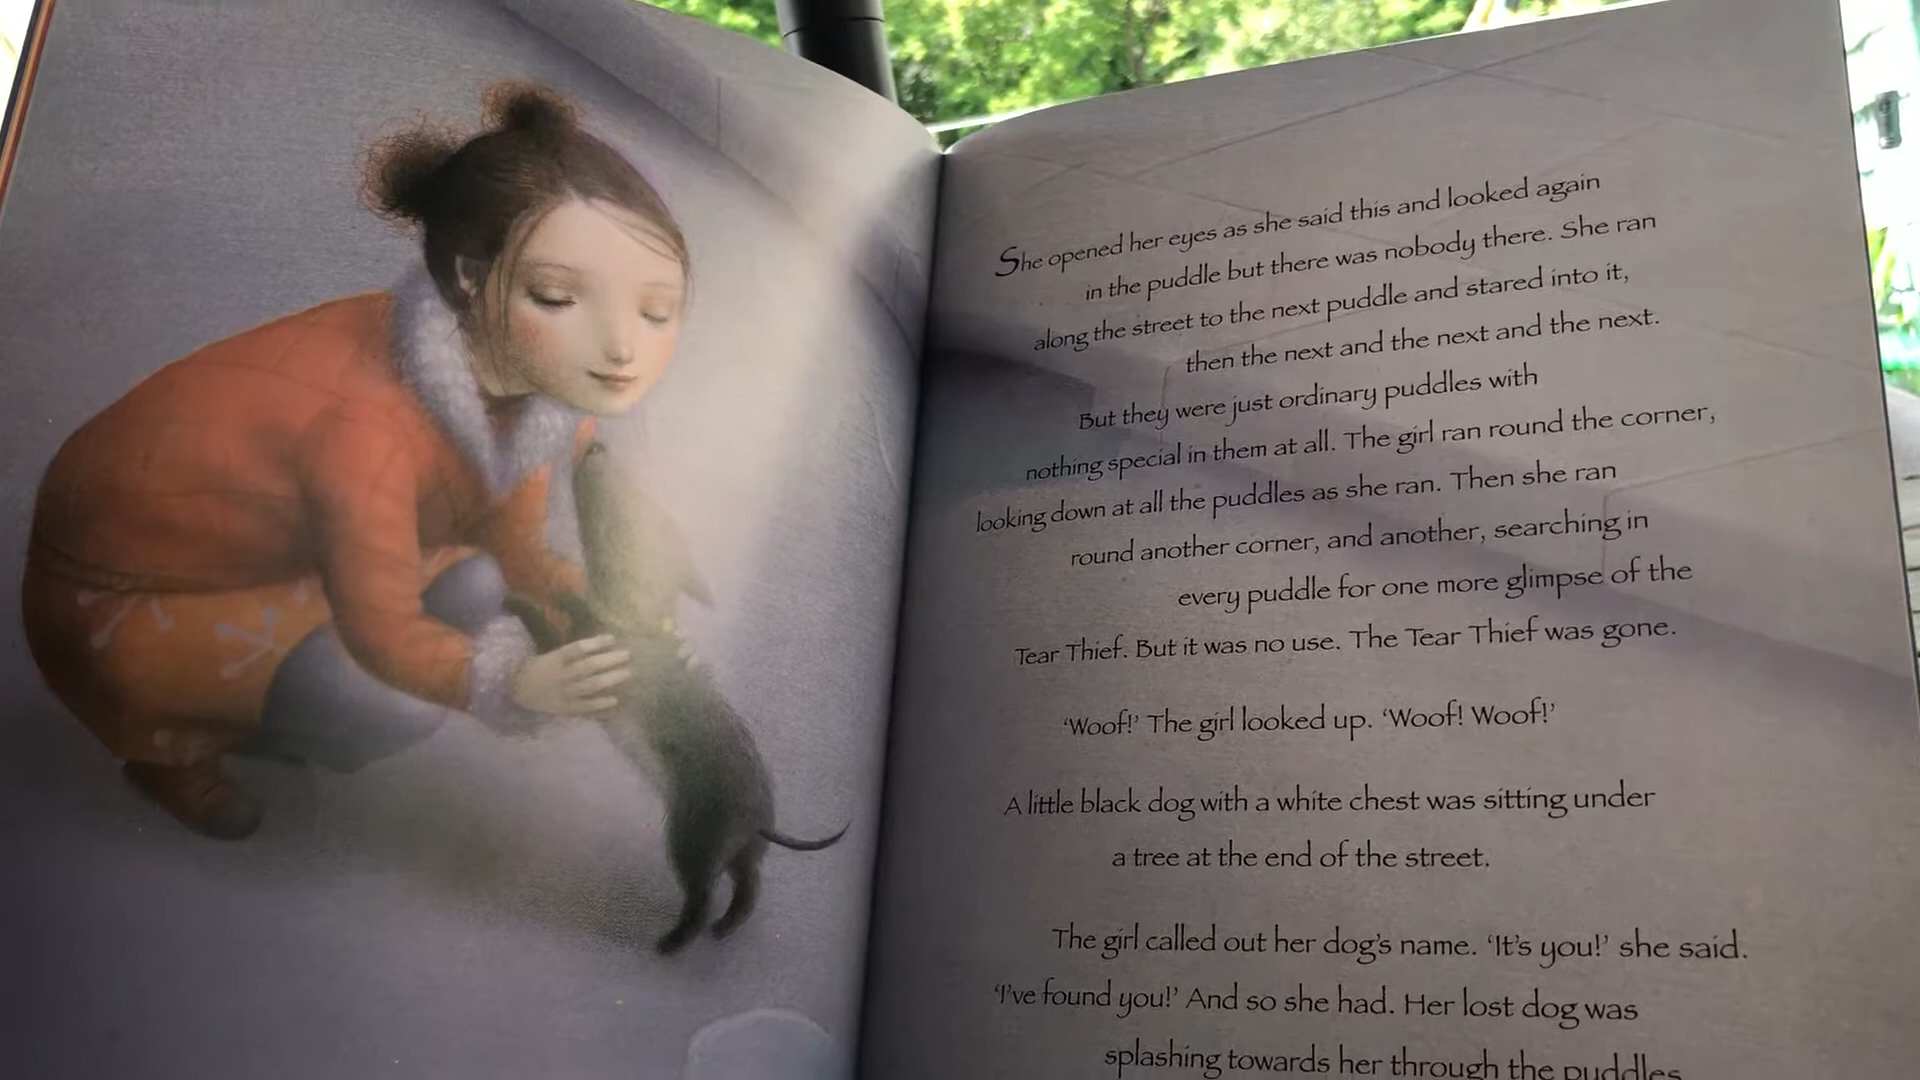 She opened her eyes as she said this and looked again
in the puddle but there was nobody there. She ran
along the street to the next puddle and stared into it,
then the next and the next and the next.
But they were just ordinary puddles with
nothing special in them at all. The girl ran round the corner,
looking down at all the puddles as she ran. Then she ran
round another corner, and another, searching in
every puddle for one more glimpse of the
Tear Thief. But it was no use. The Tear Thief was gone.
‘Woof!’ The girl looked up. ‘Woof! Woof!’
A little black dog with a white chest was sitting under
a tree at the end of the street.
The girl called out her dog’s name. ‘It’s you!’ she said.
‘I’ve found you!’ And so she had. Her lost dog was
splashing towards her through the puddles